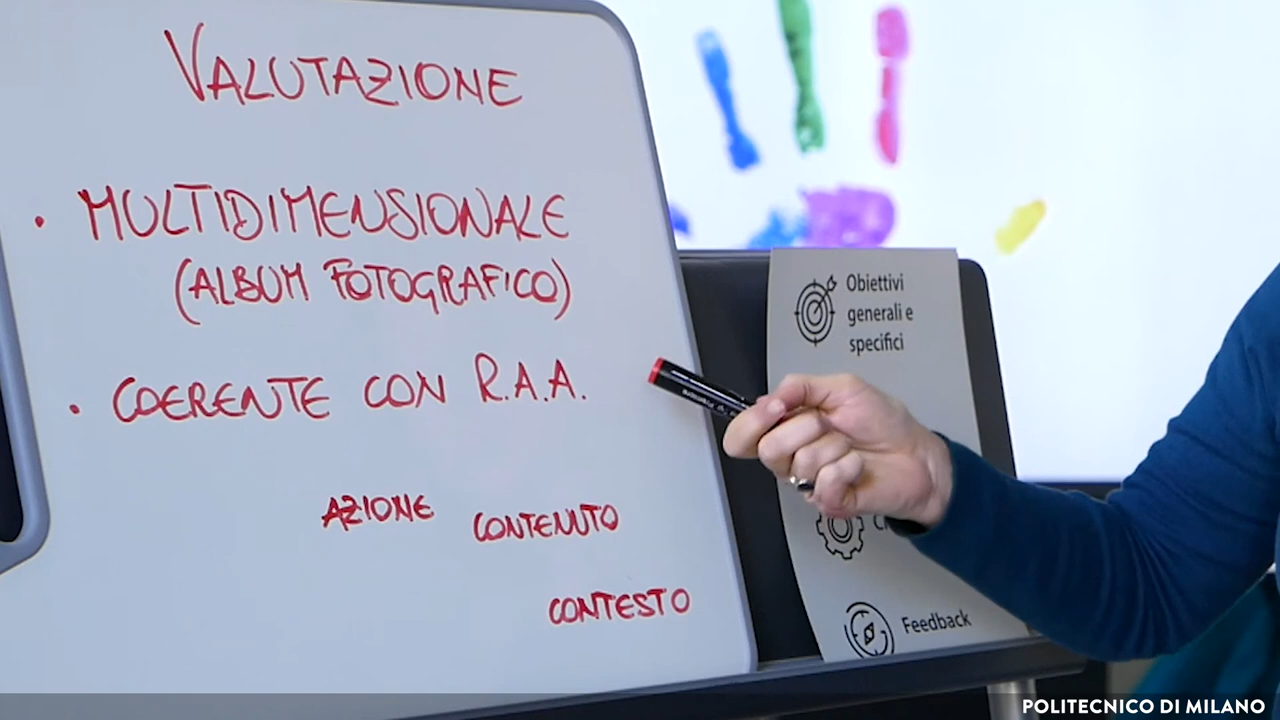 VALUTAZIONE
• MULTIDIMENSIONALE
(ALBUM FOTOGRAFICO)
• COERENTE CON R.A.A.
AZIONE CONTENUTO
CONTESTO
Obiettivi
generali e
specifici
Feedback
POLITECNICO DI MILANO